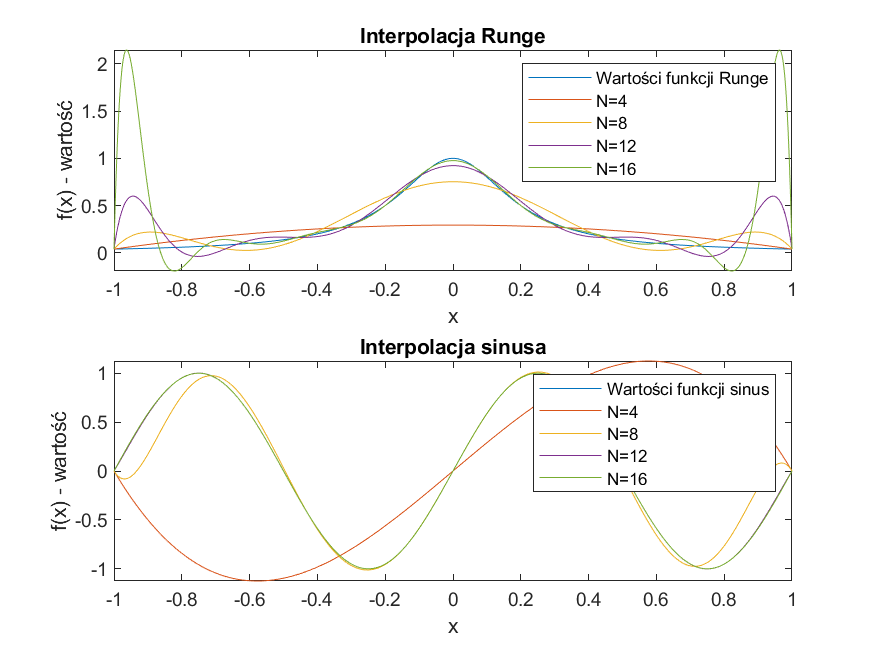 Interpolacja Runge
f(x) - wartość
2
1.5
1
0.5
0
-1 -0.8 -0.6 -0.4 -0.2 0 0.2 0.4 0.6 0.8 1
x
Wartości funkcji Runge
N=4
N=8
N=12
N=16
Interpolacja sinusa
f(x) - wartość
1
0.5
0
-0.5
-1
-1 -0.8 -0.6 -0.4 -0.2 0 0.2 0.4 0.6 0.8 1
x
Wartości funkcji sinus
N=4
N=8
N=12
N=16